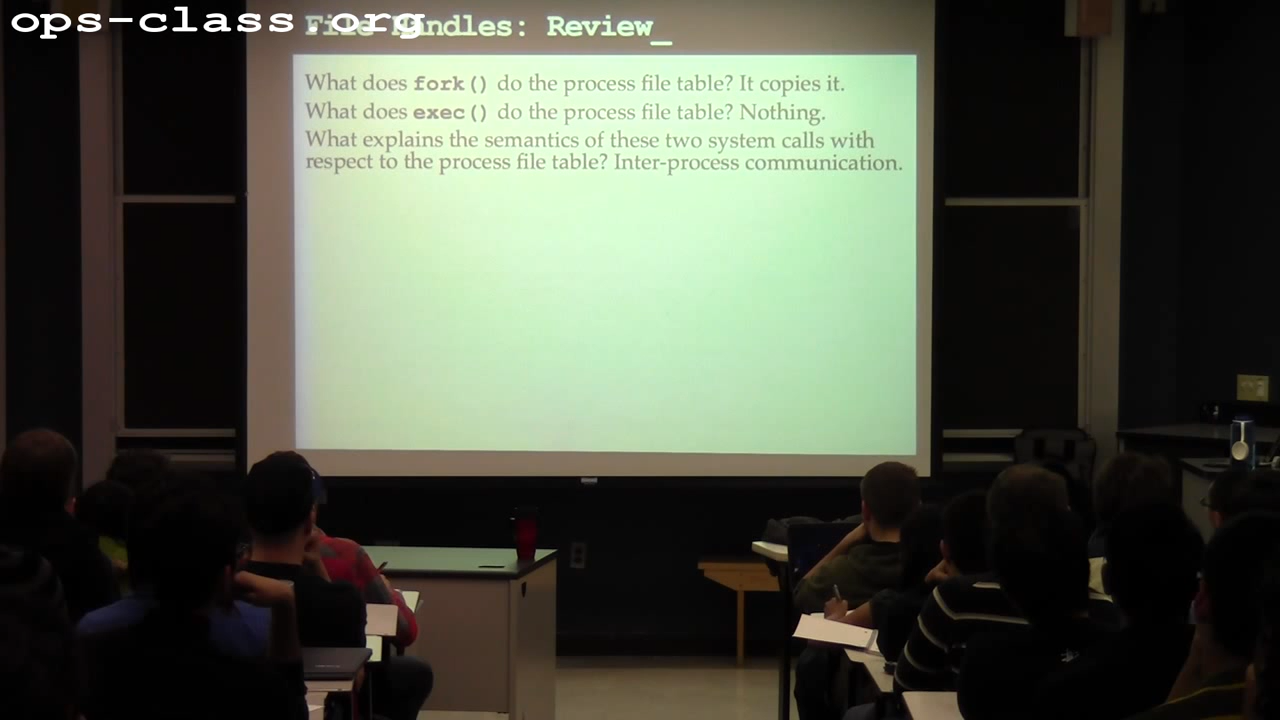 ops-class.org
File Handles: Review_
What does fork() do the process file table? It copies it.
What does exec() do the process file table? Nothing.
What explains the semantics of these two system calls with
respect to the process file table? Inter-process communication.